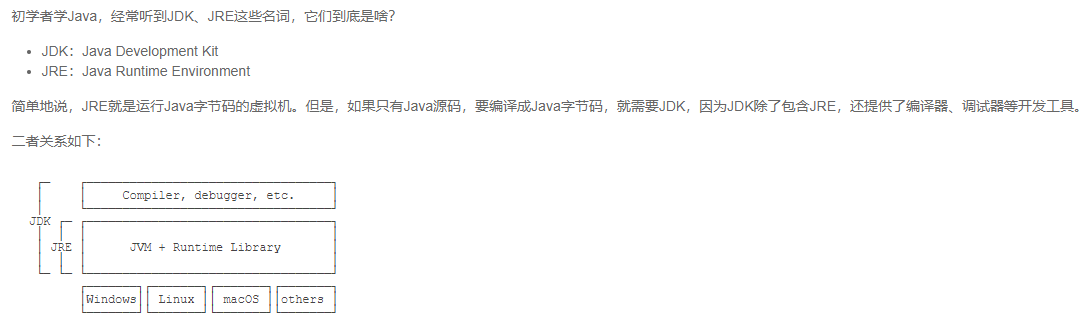 初学者学Java，经常听到JDK、JRE这些名词，它们到底是啥？
• JDK：Java Development Kit
• JRE：Java Runtime Environment
简单地说，JRE就是运行Java字节码的虚拟机。但是，如果只有Java源码，要编译成Java字节码，就需要JDK，因为JDK除了包含JRE，还提供了编译器、调试器等开发工具。
二者关系如下：
Compiler, debugger, etc.
JDK
JRE JVM + Runtime Library
Windows Linux macOS others